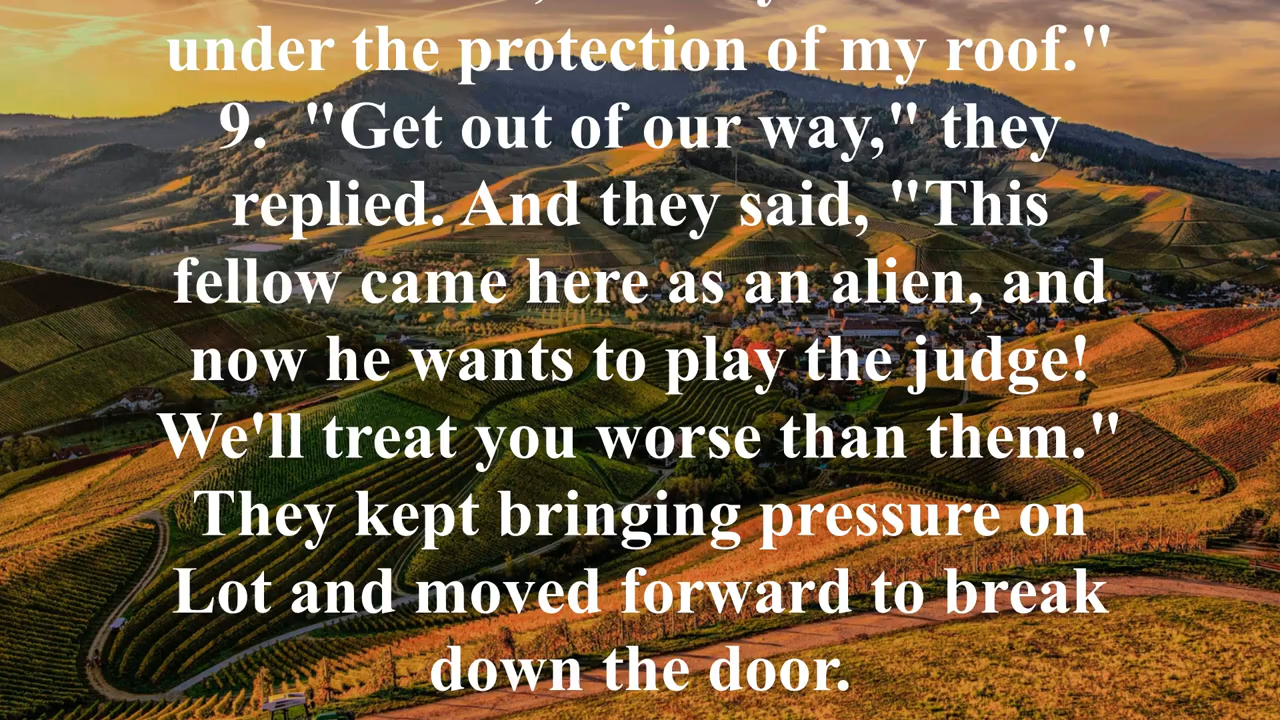 under the protection of my roof."
9. "Get out of our way," they
replied. And they said, "This
fellow came here as an alien, and
now he wants to play the judge!
We'll treat you worse than them."
They kept bringing pressure on
Lot and moved forward to break
down the door.